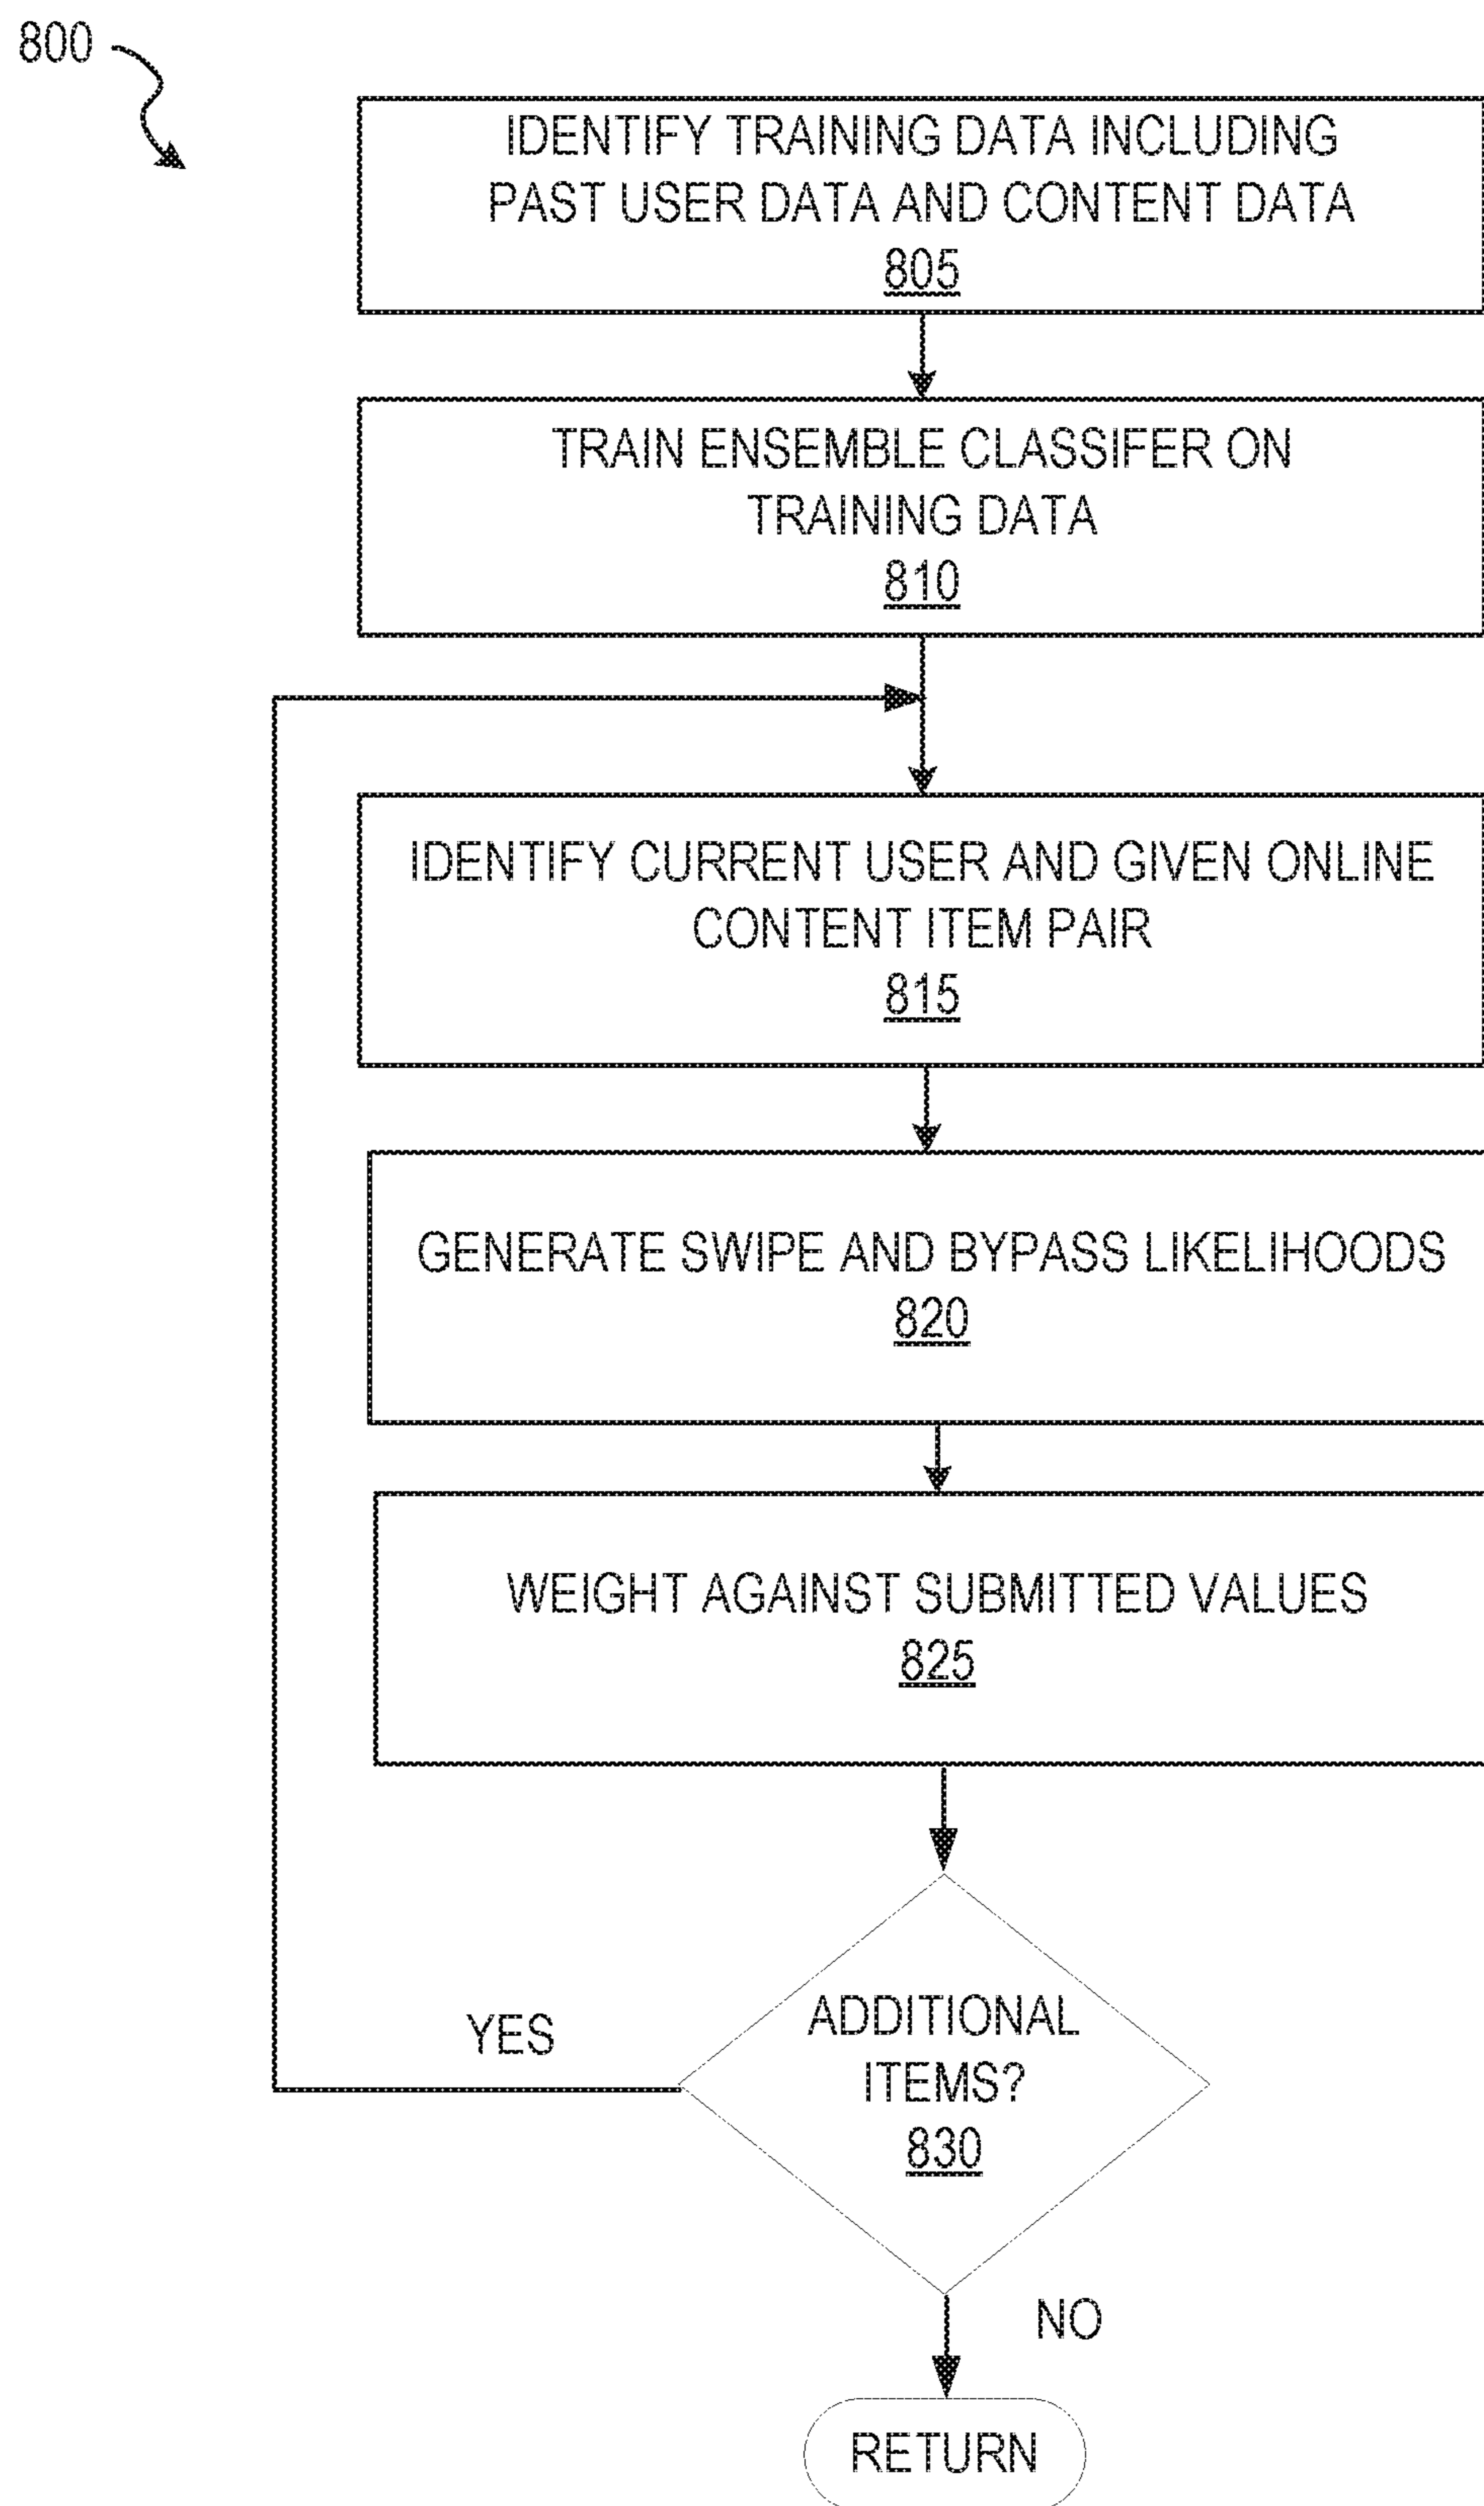 800
IDENTIFY TRAINING DATA INCLUDING
PAST USER DATA AND CONTENT DATA
805
TRAIN ENSEMBLE CLASSIFER ON
TRAINING DATA
810
IDENTIFY CURRENT USER AND GIVEN ONLINE
CONTENT ITEM PAIR
815
GENERATE SWIPE AND BYPASS LIKELIHOODS
820
WEIGHT AGAINST SUBMITTED VALUES
825
ADDITIONAL
ITEMS?
830
YES
NO
RETURN